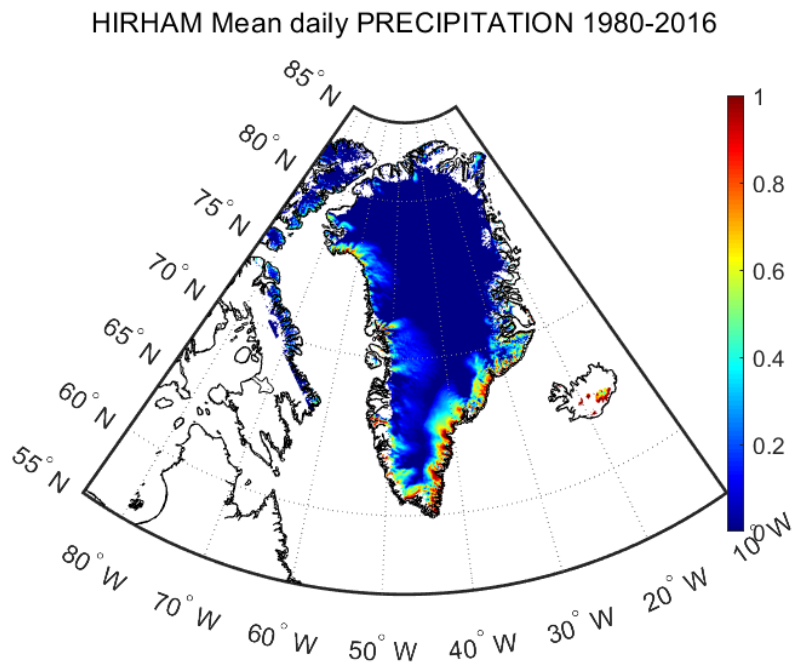 HIRHAM Mean daily PRECIPITATION 1980-2016
85° N
80° N
75° N
70° N
65° N
60° N
55° N
80° W
70° W
60° W
50° W
40° W
30° W
20° W
10° W
1
0.8
0.6
0.4
0.2
0